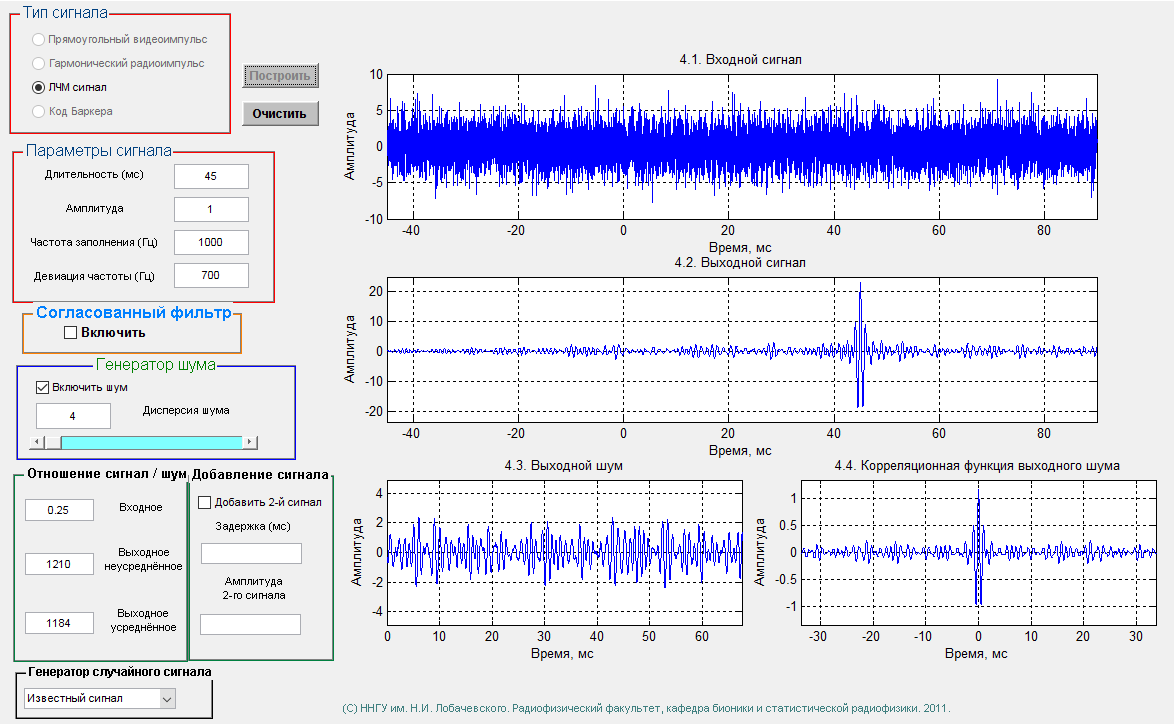 Тип сигнала
Прямоугольный видеоимпульс
Гармонический радиоимпульс
ЛЧМ сигнал
Код Баркера
Построить
Очистить
Параметры сигнала
Длительность (мс)
45
Амплитуда
1
Частота заполнения (Гц)
1000
Девиация частоты (Гц)
700
Согласованный фильтр
Включить
Генератор шума
Включить шум
4
Дисперсия шума
Отношение сигнал / шум
0.25
Входное
1210
Выходное
неусреднённое
1184
Выходное
усреднённое
Добавление сигнала
Добавить 2-й сигнал
Задержка (мс)
Амплитуда
2-го сигнала
Генератор случайного сигнала
Известный сигнал
4.1. Входной сигнал
Амплитуда
10
5
0
-5
-10
-40 -20 0 20 40 60 80
Время, мс
4.2. Выходной сигнал
Амплитуда
20
10
0
-10
-20
-40 -20 0 20 40 60 80
Время, мс
4.3. Выходной шум
Амплитуда
4
2
0
-2
-4
0 10 20 30 40 50 60
Время, мс
4.4. Корреляционная функция выходного шума
Амплитуда
1
0.5
0
-0.5
-1
-30 -20 -10 0 10 20 30
Время, мс
(С) ННГУ им. Н.И. Лобачевского. Радиофизический факультет, кафедра бионики и статистической радиофизики. 2011.